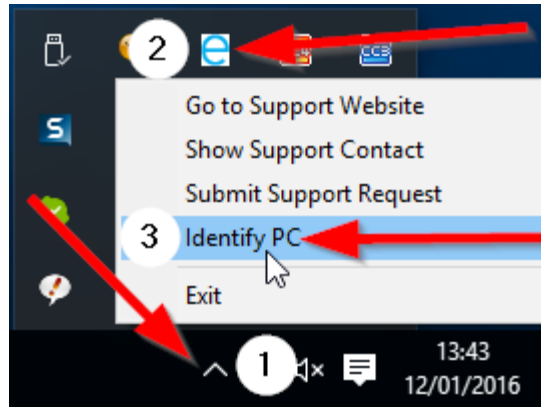 2
e
CCB
Go to Support Website
S
Show Support Contact
Submit Support Request
3
Identify PC
Exit
1
13:43
12/01/2016